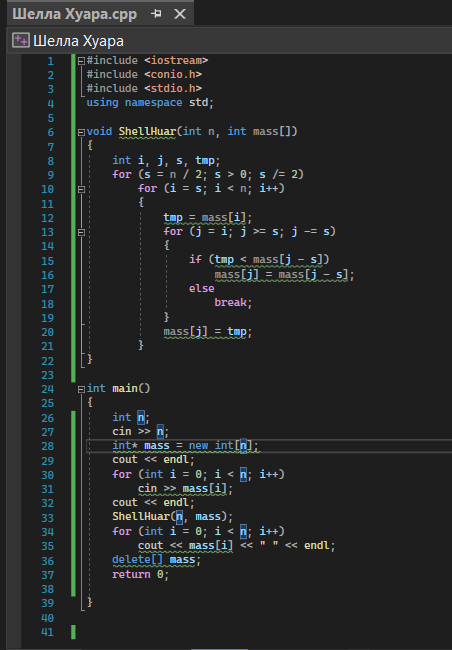 Шелла Хуара.cpp
Шелла Хуара
1 #include <iostream>
2 #include <conio.h>
3 #include <stdio.h>
4 using namespace std;
5
6 void ShellHuar(int n, int mass[])
7 {
8 int i, j, s, tmp;
9 for (s = n / 2; s > 0; s /= 2)
10 for (i = s; i < n; i++)
11 {
12 tmp = mass[i];
13 for (j = i; j >= s; j -= s)
14 {
15 if (tmp < mass[j - s])
16 mass[j] = mass[j - s];
17 else
18 break;
19 }
20 mass[j] = tmp;
21 }
22 }
23
24 int main()
25 {
26 int n;
27 cin >> n;
28 int* mass = new int[n];
29 cout << endl;
30 for (int i = 0; i < n; i++)
31 cin >> mass[i];
32 cout << endl;
33 ShellHuar(n, mass);
34 for (int i = 0; i < n; i++)
35 cout << mass[i] << " " << endl;
36 delete[] mass;
37 return 0;
38
39 }
40
41